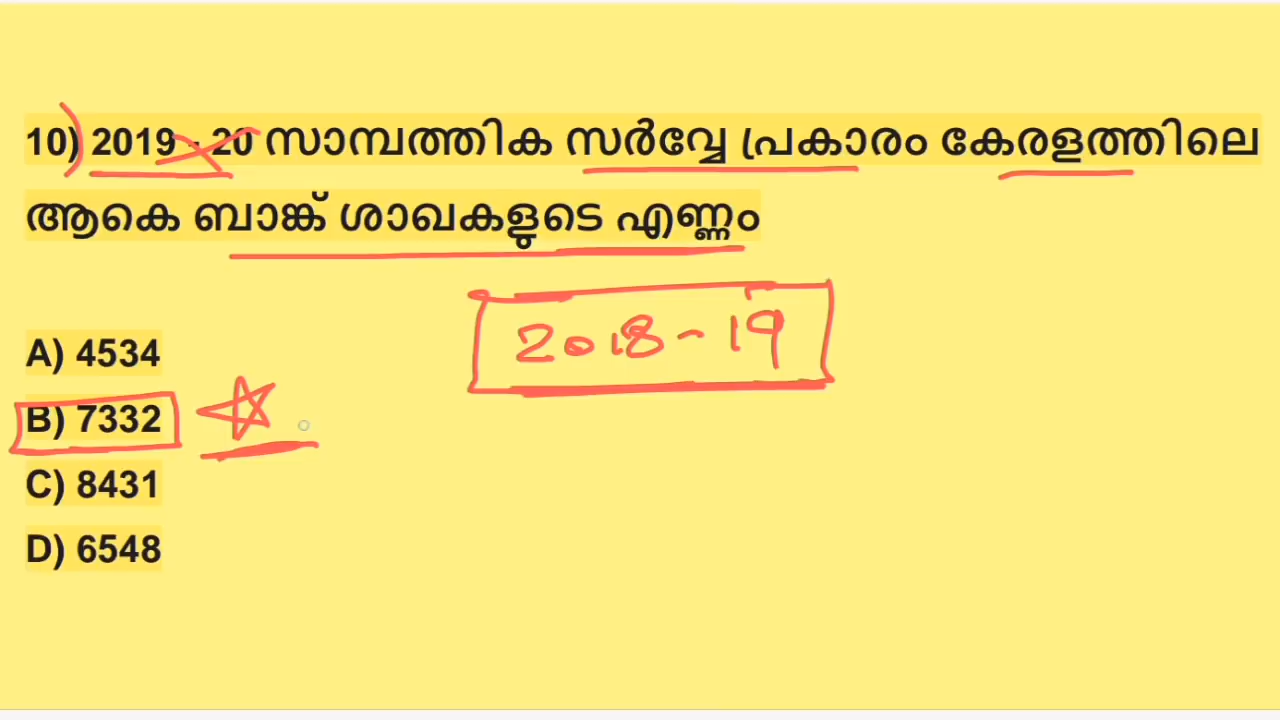 10) 2019 - 20 സാമ്പത്തിക സർവ്വേ പ്രകാരം കേരളത്തിലെ
ആകെ ബാങ്ക് ശാഖകളുടെ എണ്ണം
2018-19
A) 4534
B) 7332
C) 8431
D) 6548